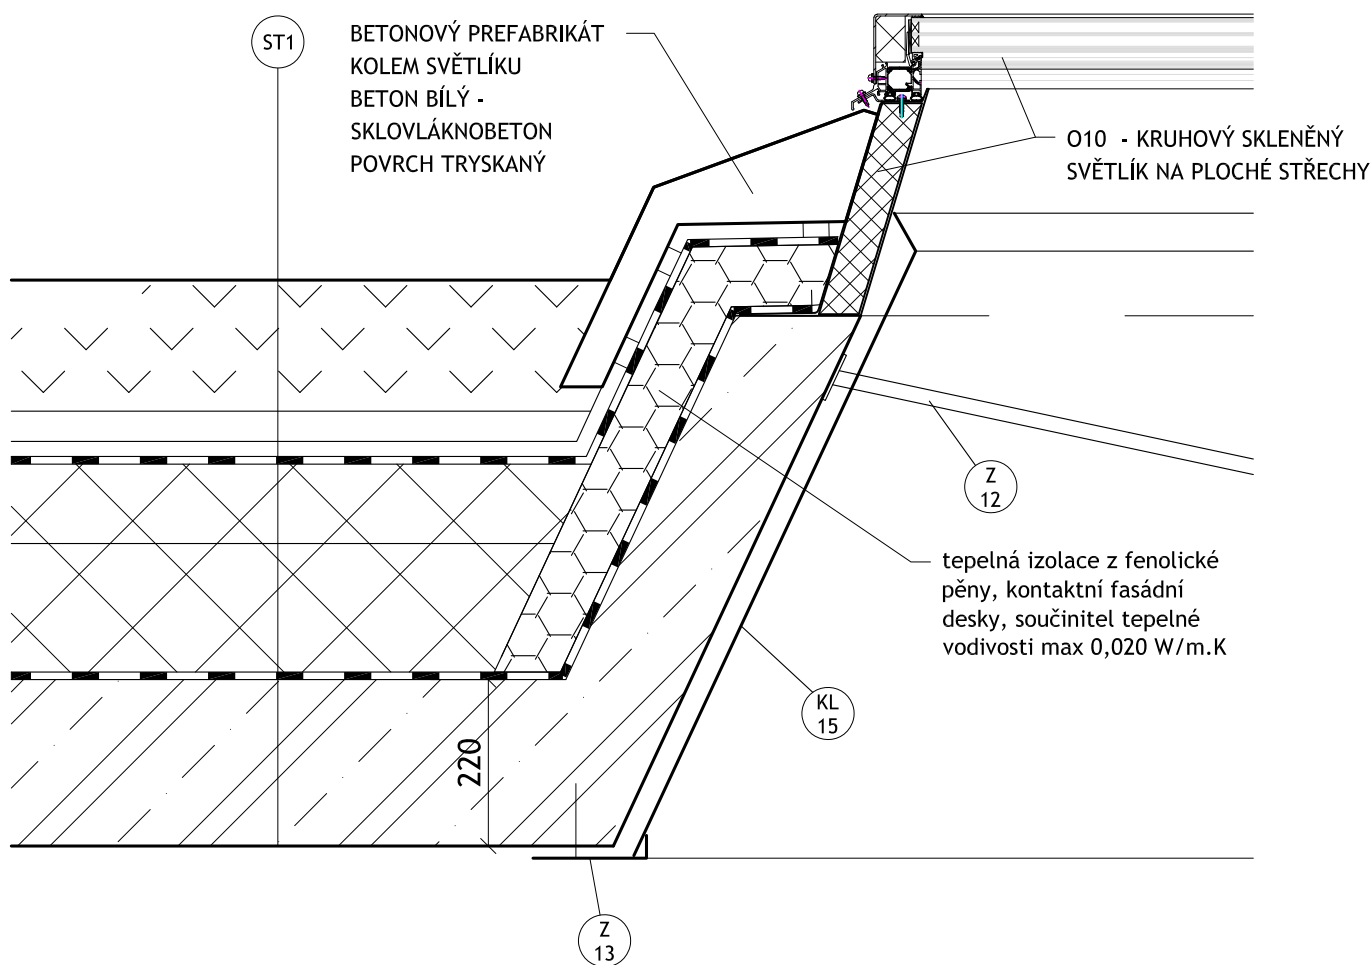 ST1
BETONOVÝ PREFABRIKÁT
KOLEM SVĚTLÍKU
BETON BÍLÝ -
SKLOVLÁKNOBETON
POVRCH TRYSKANÝ
O10 - KRUHOVÝ SKLENĚNÝ
SVĚTLÍK NA PLOCHÉ STŘECHY
Z
12
tepelná izolace z fenolické
pěny, kontaktní fasádní
desky, součinitel tepelné
vodivosti max 0,020 W/m.K
KL
15
220
Z
13